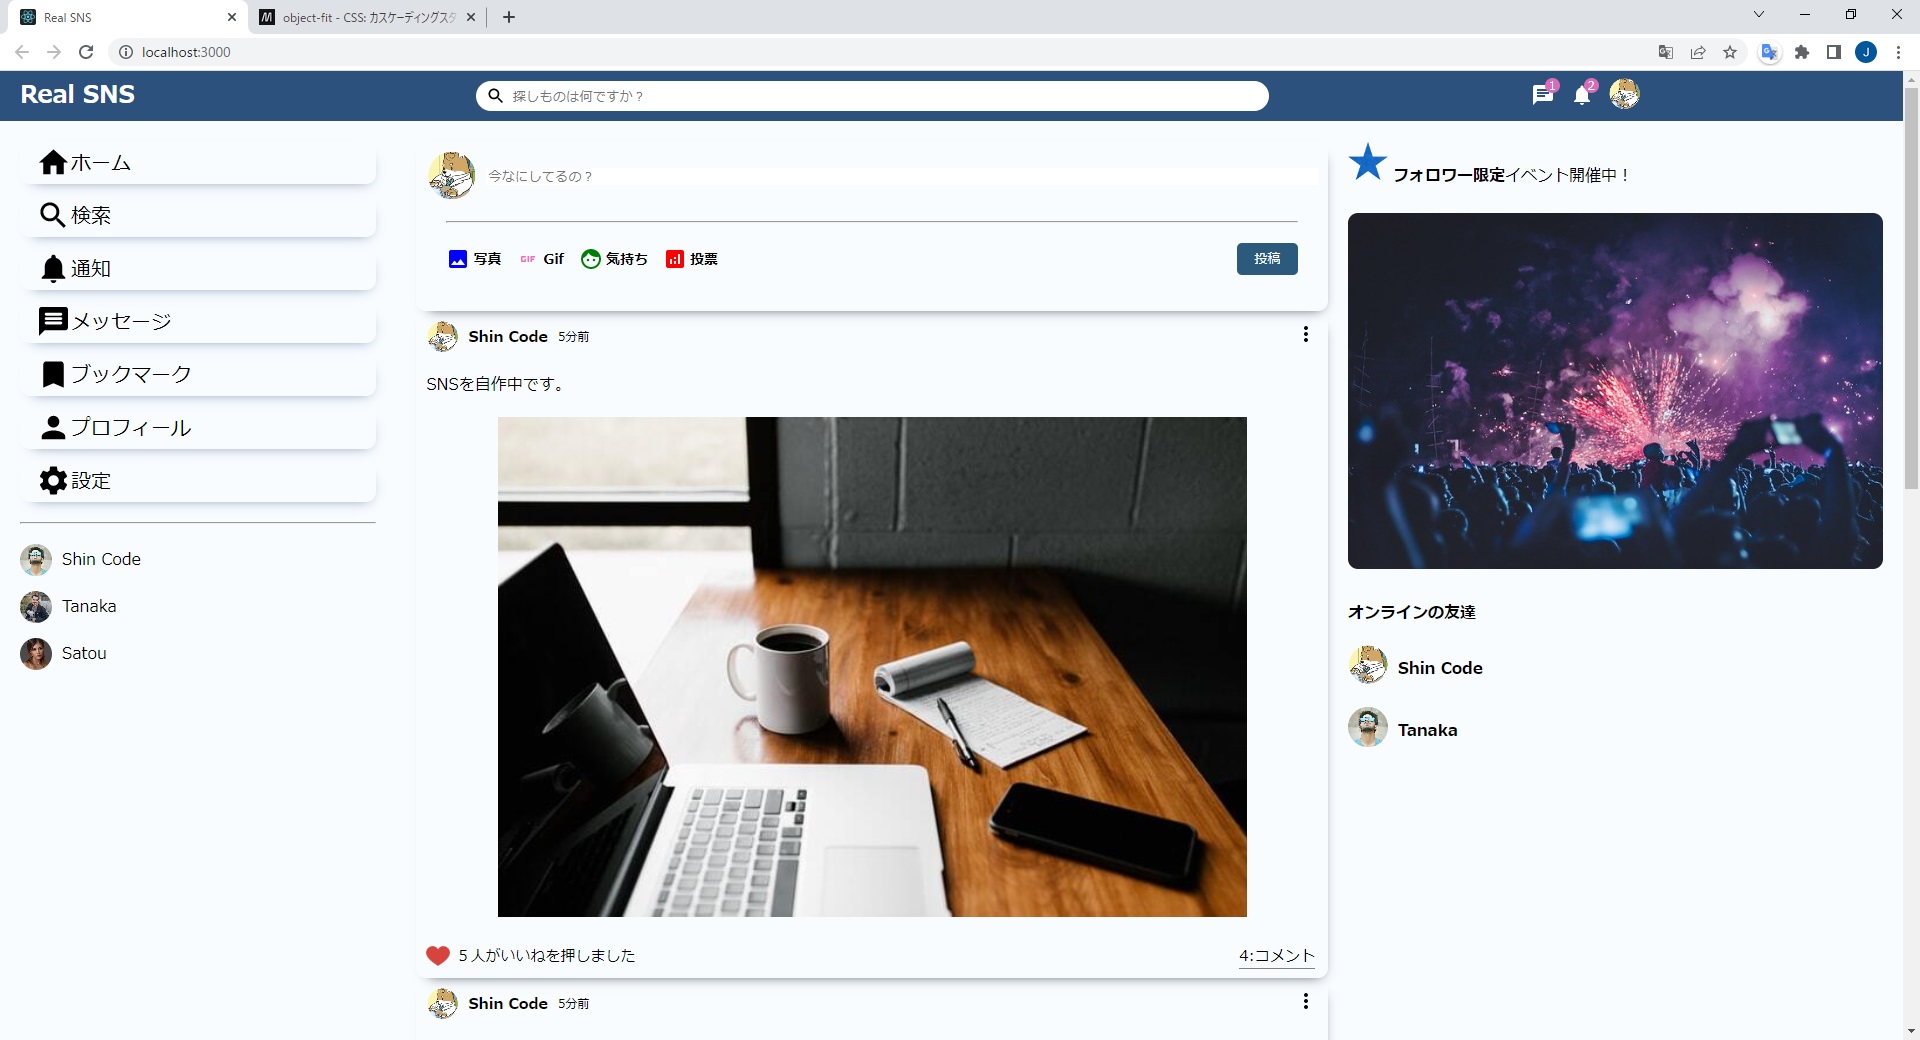 Real SNS
object-fit - CSS: カスケーディングスタ
localhost:3000
J
Real SNS
探しものは何ですか？
1
2
ホーム
検索
通知
メッセージ
ブックマーク
プロフィール
設定
Shin Code
Tanaka
Satou
今なにしてるの？
写真
GIF
Gif
気持ち
投票
投稿
Shin Code 5分前
SNSを自作中です。
5人がいいねを押しました
4:コメント
Shin Code 5分前
フォロワー限定イベント開催中！
オンラインの友達
Shin Code
Tanaka